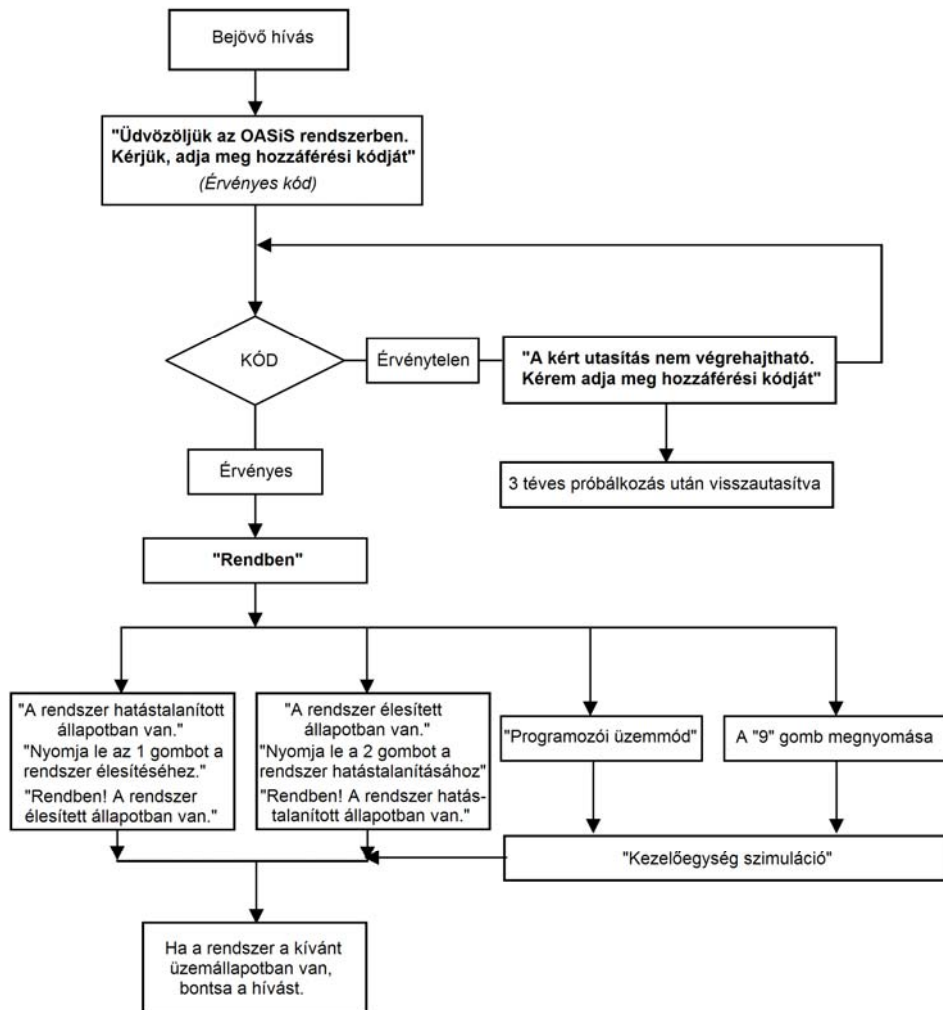 Bejövő hívás
"Üdvözöljük az OASiS rendszerben.
Kérjük, adja meg hozzáférési kódját"
(Érvényes kód)
KÓD
Érvénytelen
"A kért utasítás nem végrehajtható.
Kérem adja meg hozzáférési kódját"
Érvényes
3 téves próbálkozás után visszautasítva
"Rendben"
"A rendszer hatástalanított
állapotban van."
"Nyomja le az 1 gombot a
rendszer élesítéséhez."
"Rendben! A rendszer
élesített állapotban van."
"A rendszer élesített
állapotban van."
"Nyomja le a 2 gombot a
rendszer hatástalanításához"
"Rendben! A rendszer hatás-
talanított állapotban van."
"Programozói üzemmód"
A "9" gomb megnyomása
"Kezelőegység szimuláció"
Ha a rendszer a kívánt
üzemállapotban van,
bontsa a hívást.